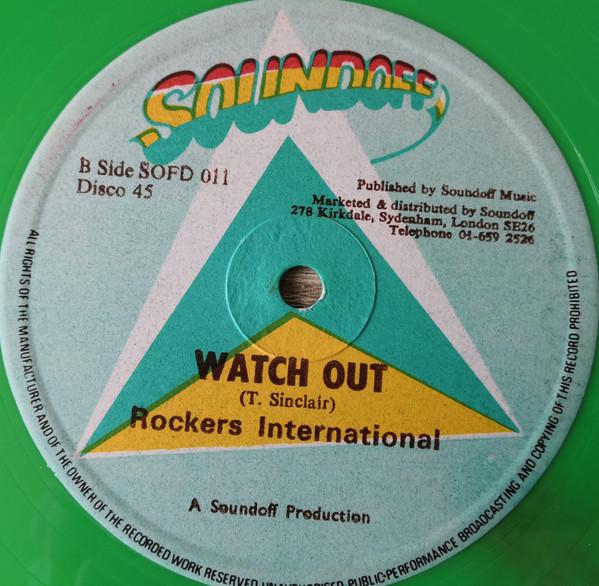 SOUNDOFF
B Side SOFD 011
Disco 45
Published by Soundoff Music
Marketed & distributed by Soundoff
278 Kirkdale, Sydenham, London SE26
Telephone 01-659 2526
WATCH OUT
(T. Sinclair)
Rockers International
A Soundoff Production
ALL RIGHTS OF THE MANUFACTURER AND OF THE OWNER OF THE RECORDED WORK RESERVED UNAUTHORISED PUBLIC PERFORMANCE BROADCASTING AND COPYING OF THIS RECORD PROHIBITED